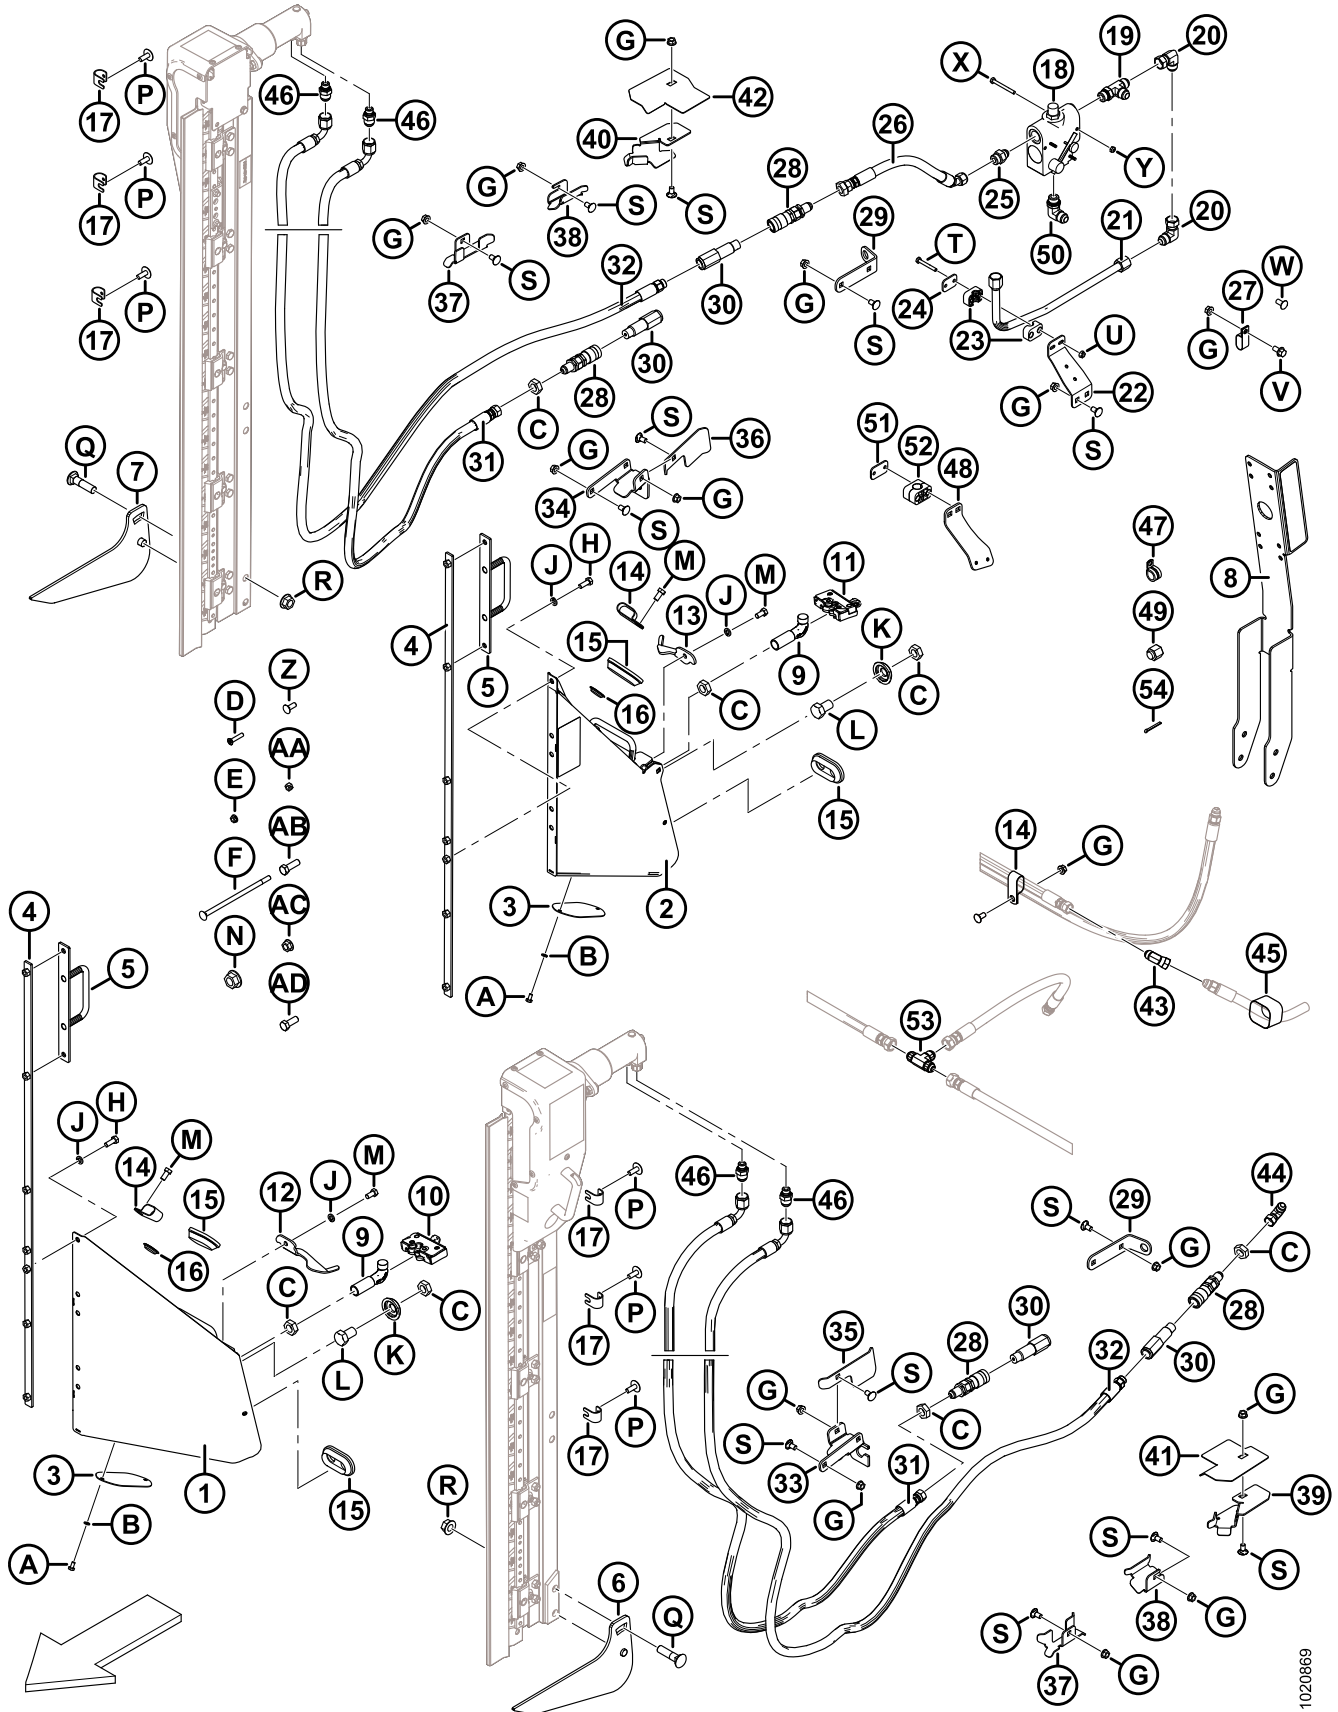 G
17
P
46
46
42
40
X
18
19
20
26
28
25
Y
50
17
P
G
38
S
S
G
37
S
29
T
21
20
32
30
G
24
23
W
27
17
P
30
S
U
G
V
28
C
22
G
S
31
S
36
G
34
G
S
51
52
48
Q
7
R
47
49
54
8
J
H
14
M
4
5
15
13
J
M
11
16
9
C
K
C
L
15
Z
D
AA
E
AB
F
AC
N
AD
3
2
B
A
14
G
43
45
53
4
5
J
H
14
M
15
12
J
M
10
16
9
C
C
K
L
3
1
15
B
A
46
46
17
P
17
P
17
P
R
6
Q
S
29
44
G
C
28
30
30
28
35
S
32
G
C
S
33
G
31
G
41
39
S
S
38
G
S
37
G
1020869